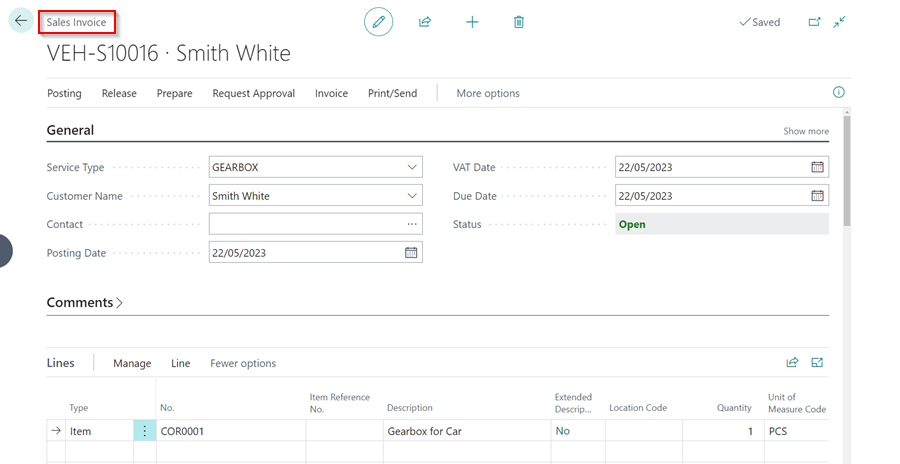 Sales Invoice
Saved
VEH-S10016 · Smith White
Posting Release Prepare Request Approval Invoice Print/Send More options
General
Show more
Service Type GEARBOX VAT Date 22/05/2023
Customer Name Smith White Due Date 22/05/2023
Contact Status Open
Posting Date 22/05/2023
Comments
Lines Manage Line Fewer options
Type No. Item Reference No. Description Extended Descrip... Location Code Quantity Unit of Measure Code
Item COR0001 Gearbox for Car No 1 PCS